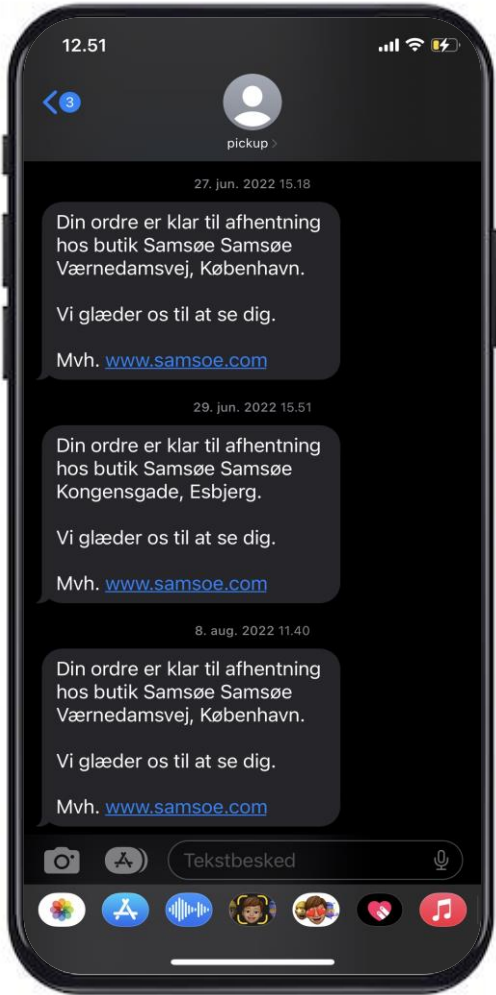 12.51
3
pickup
27. jun. 2022 15.18
Din ordre er klar til afhentning
hos butik Samsøe Samsøe
Værnedamsvej, København.
Vi glæder os til at se dig.
Mvh. www.samsoe.com
29. jun. 2022 15.51
Din ordre er klar til afhentning
hos butik Samsøe Samsøe
Kongensgade, Esbjerg.
Vi glæder os til at se dig.
Mvh. www.samsoe.com
8. aug. 2022 11.40
Din ordre er klar til afhentning
hos butik Samsøe Samsøe
Værnedamsvej, København.
Vi glæder os til at se dig.
Mvh. www.samsoe.com
Tekstbesked